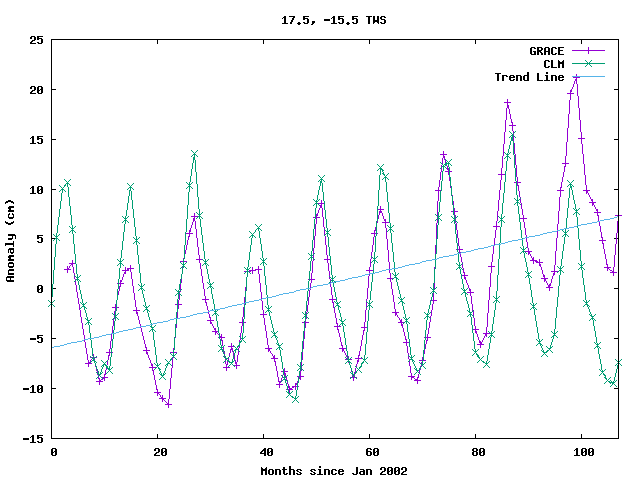 17.5, -15.5 TWS
GRACE
CLM
Trend Line
25
20
15
10
5
0
-5
-10
-15
Anomaly (cm)
0 20 40 60 80 100
Months since Jan 2002